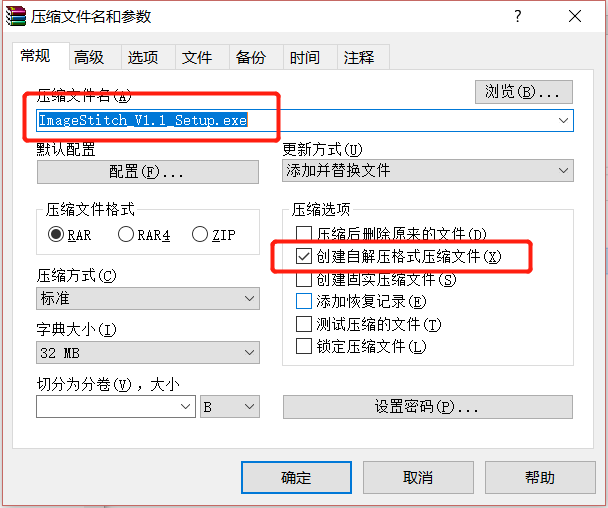 压缩文件名和参数
常规 高级 选项 文件 备份 时间 注释
压缩文件名(A)
浏览(B)...
ImageStitch_V1.1_Setup.exe
默认配置
更新方式(U)
配置(F)...
添加并替换文件
压缩文件格式
压缩选项
RAR RAR4 ZIP
压缩后删除原来的文件(D)
创建自解压格式压缩文件(X)
压缩方式(C)
创建固实压缩文件(S)
标准
添加恢复记录(E)
字典大小(I)
测试压缩的文件(T)
32 MB
锁定压缩文件(L)
切分为分卷(V)，大小
B
设置密码(P)...
确定 取消 帮助